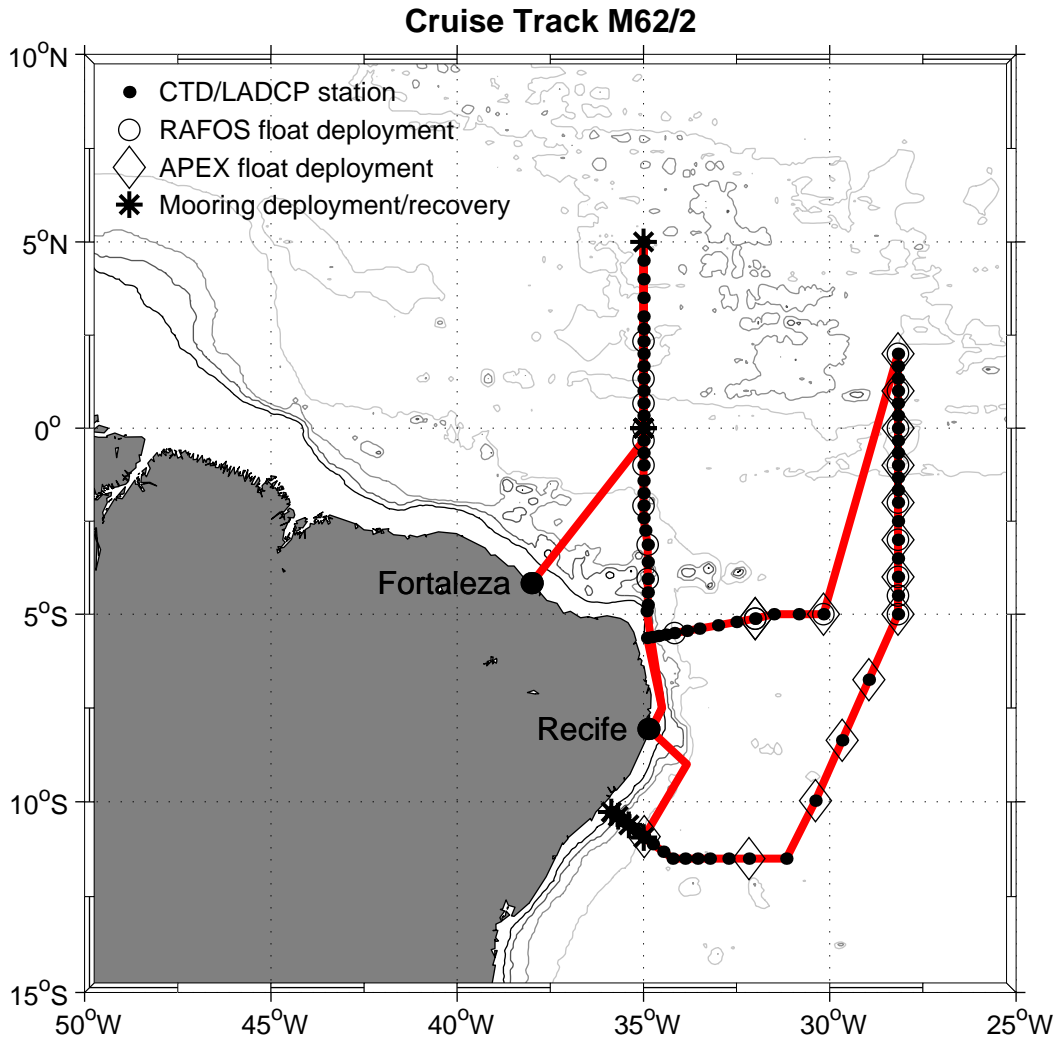 Cruise Track M62/2
10°N
CTD/LADCP station
RAFOS float deployment
APEX float deployment
Mooring deployment/recovery
5°N
0°
Fortaleza
5°S
Recife
10°S
15°S
50°W 45°W 40°W 35°W 30°W 25°W